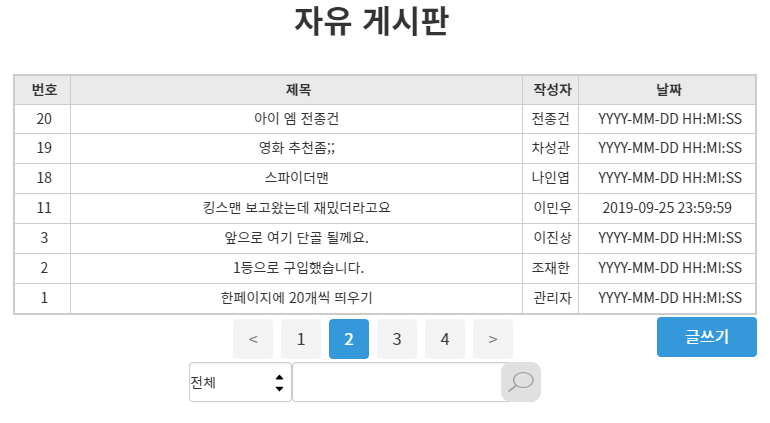 자유 게시판
번호 제목 작성자 날짜
20 아이 엠 전종건 전종건 YYYY-MM-DD HH:MI:SS
19 영화 추천좀;; 차성관 YYYY-MM-DD HH:MI:SS
18 스파이더맨 나인엽 YYYY-MM-DD HH:MI:SS
11 킹스맨 보고왔는데 재밌더라고요 이민우 2019-09-25 23:59:59
3 앞으로 여기 단골 될께요. 이진상 YYYY-MM-DD HH:MI:SS
2 1등으로 구입했습니다. 조재한 YYYY-MM-DD HH:MI:SS
1 한페이지에 20개씩 띄우기 관리자 YYYY-MM-DD HH:MI:SS
< 1 2 3 4 > 글쓰기
전체